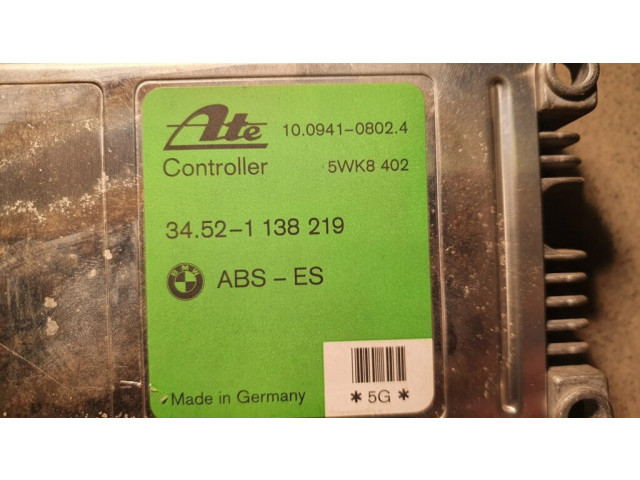 Ate 10.0941-0802.4
Controller 5WK8 402
34.52-1 138 219
BMW ABS - ES
Made in Germany * 5G *